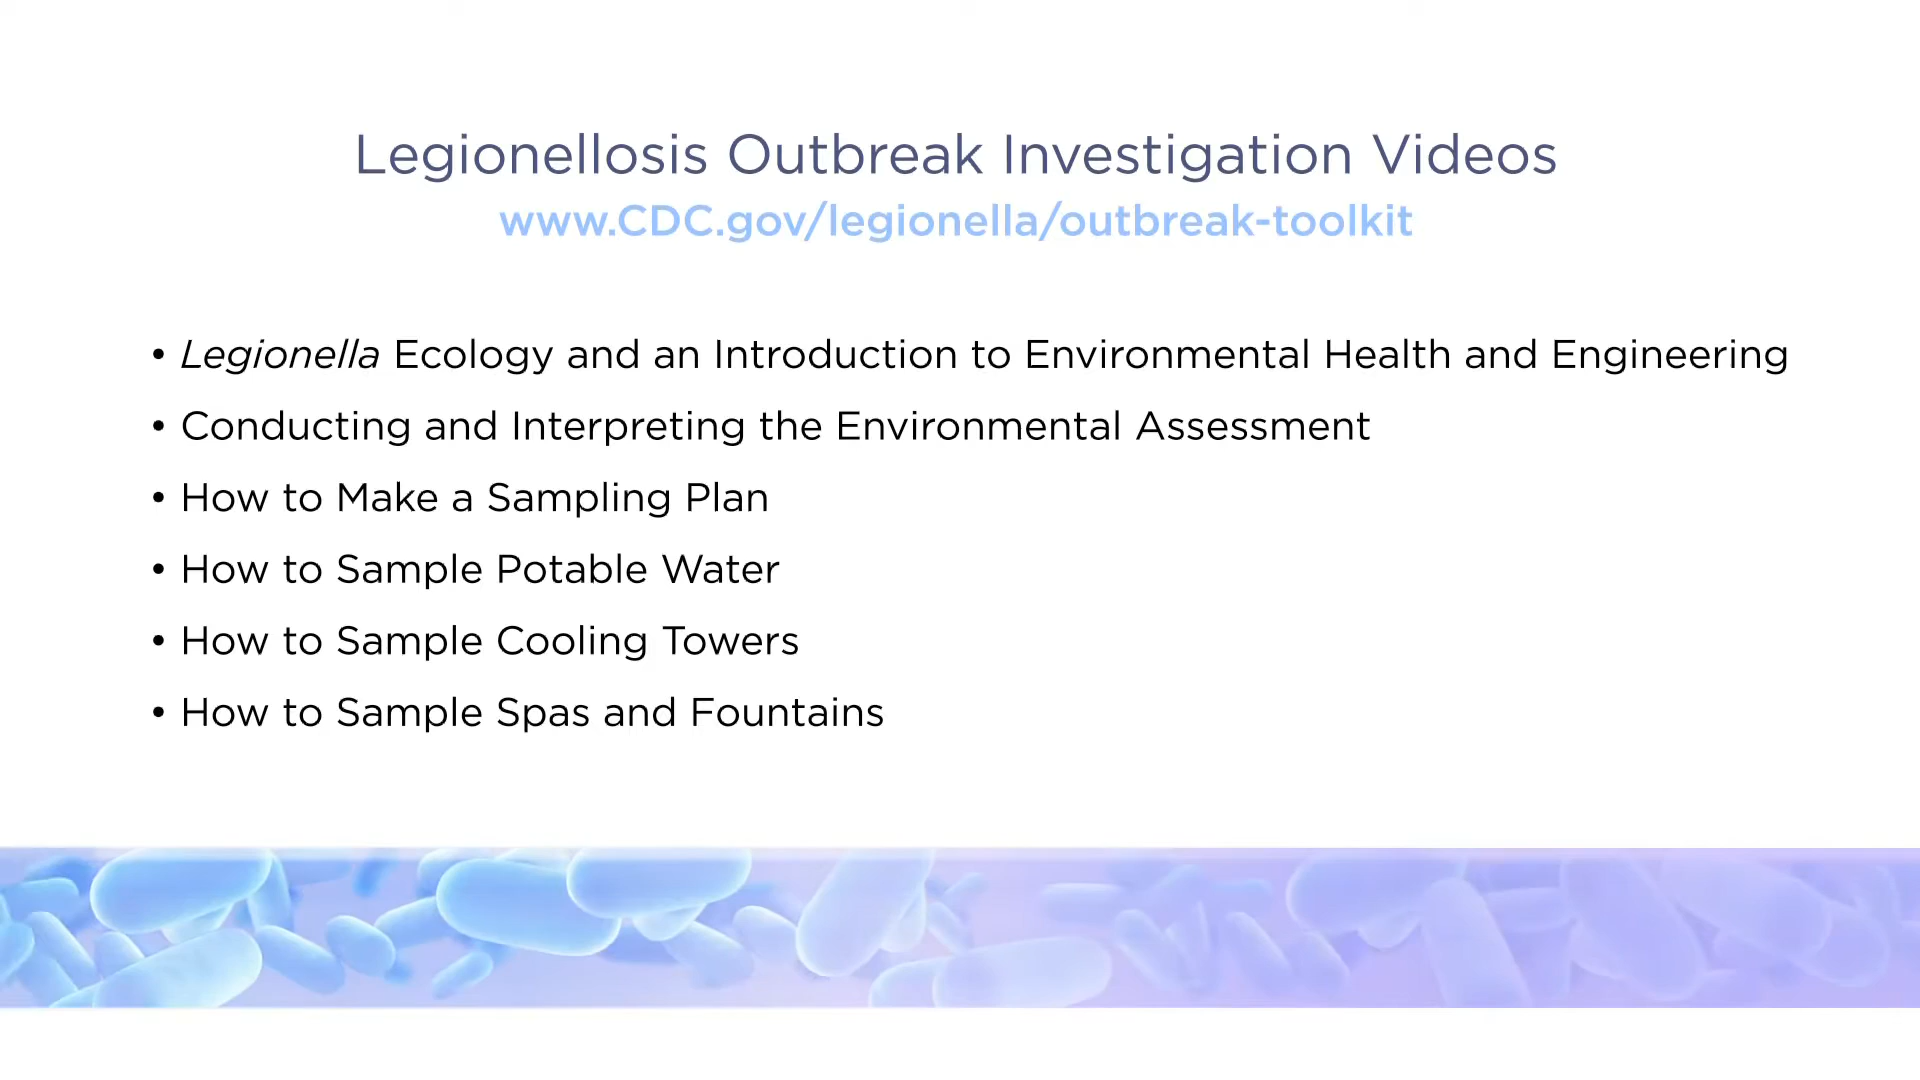 Legionellosis Outbreak Investigation Videos
www.CDC.gov/legionella/outbreak-toolkit
• Legionella Ecology and an Introduction to Environmental Health and Engineering
• Conducting and Interpreting the Environmental Assessment
• How to Make a Sampling Plan
• How to Sample Potable Water
• How to Sample Cooling Towers
• How to Sample Spas and Fountains